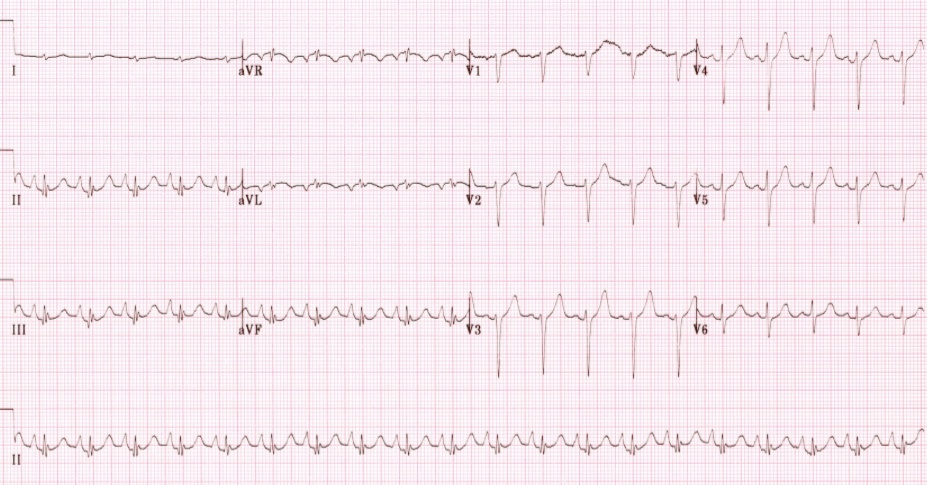 I aVR V1 V4
II aVL V2 V5
III aVF V3 V6
II